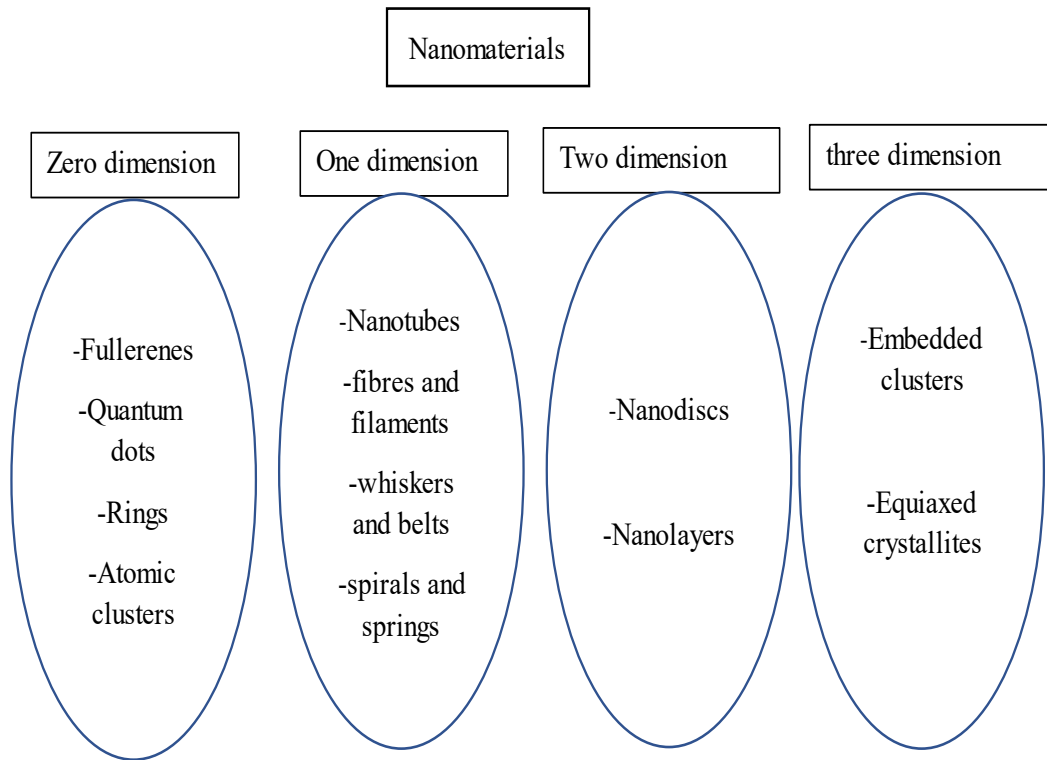 Nanomaterials
Zero dimension
One dimension
Two dimension
three dimension
-Fullerenes
-Quantum
dots
-Rings
-Atomic
clusters
-Nanotubes
-fibres and
filaments
-whiskers
and belts
-spirals and
springs
-Nanodiscs
-Nanolayers
-Embedded
clusters
-Equiaxed
crystallites